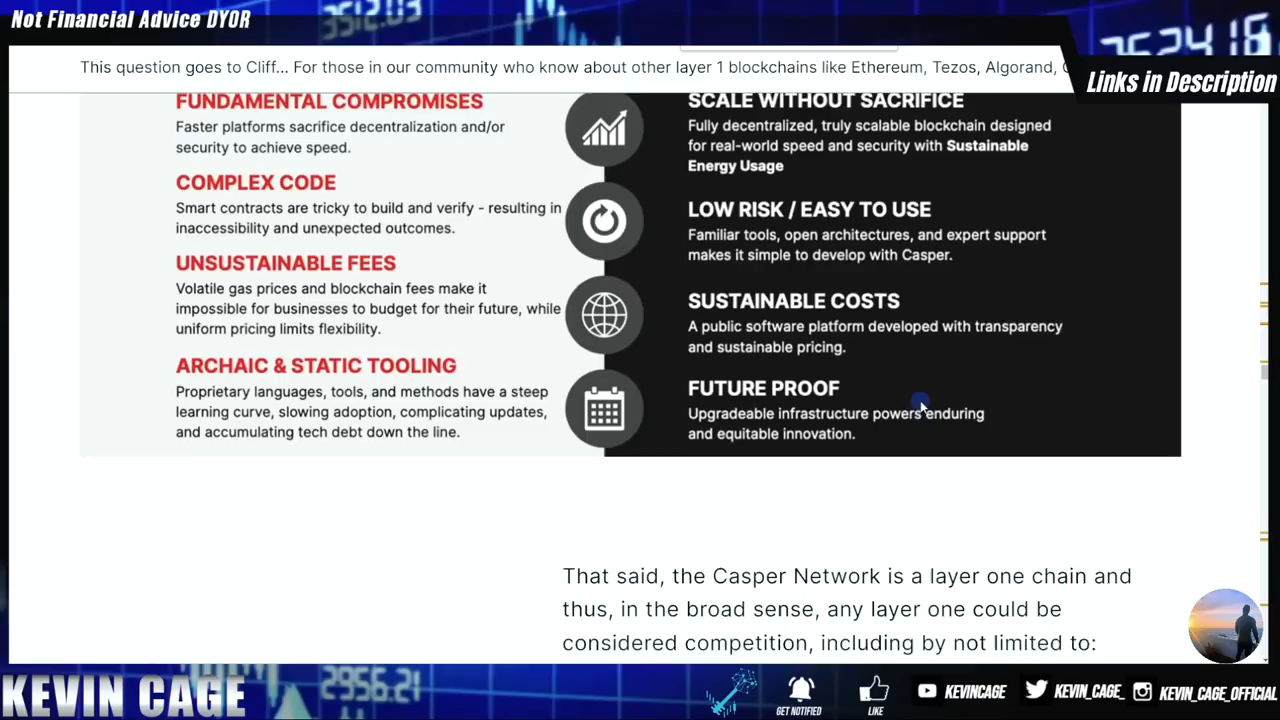 Not Financial Advice DYOR
3512.03
3524.16
This question goes to Cliff... For those in our community who know about other layer 1 blockchains like Ethereum, Tezos, Algorand,
Links in Description
FUNDAMENTAL COMPROMISES
Faster platforms sacrifice decentralization and/or
security to achieve speed.
COMPLEX CODE
Smart contracts are tricky to build and verify - resulting in
inaccessibility and unexpected outcomes.
UNSUSTAINABLE FEES
Volatile gas prices and blockchain fees make it
impossible for businesses to budget for their future, while
uniform pricing limits flexibility.
ARCHAIC & STATIC TOOLING
Proprietary languages, tools, and methods have a steep
learning curve, slowing adoption, complicating updates,
and accumulating tech debt down the line.
SCALE WITHOUT SACRIFICE
Fully decentralized, truly scalable blockchain designed
for real-world speed and security with Sustainable
Energy Usage
LOW RISK / EASY TO USE
Familiar tools, open architectures, and expert support
makes it simple to develop with Casper.
SUSTAINABLE COSTS
A public software platform developed with transparency
and sustainable pricing.
FUTURE PROOF
Upgradeable infrastructure powers enduring
and equitable innovation.
That said, the Casper Network is a layer one chain and
thus, in the broad sense, any layer one could be
considered competition, including by not limited to:
2956.21
KEVIN CAGE
GET NOTIFIED
LIKE
KEVINCAGE
KEVIN_CAGE_
KEVIN_CAGE_OFFICIAL